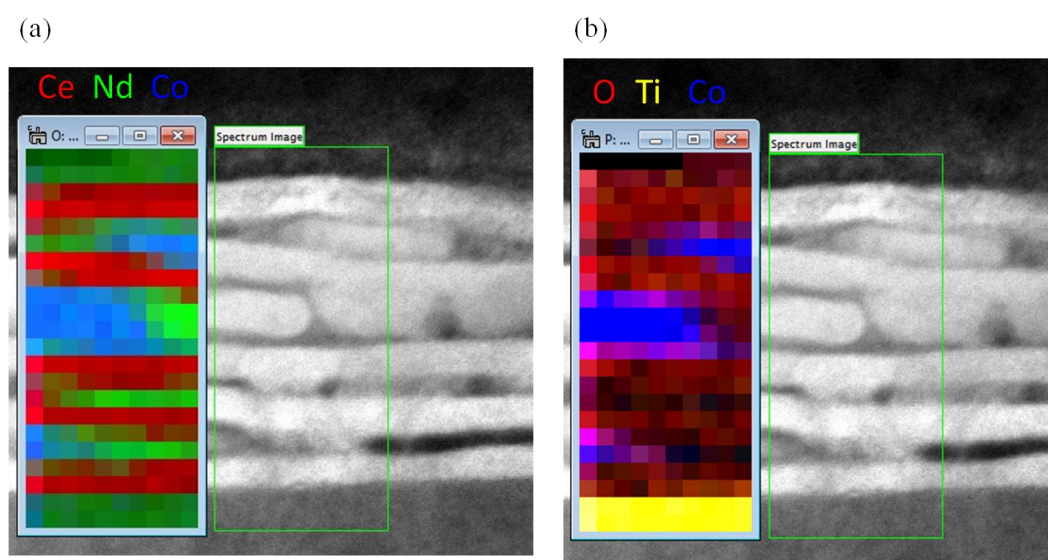 (a)
(b)
Ce Nd Co
O: ...
Spectrum Image
O Ti Co
P: ...
Spectrum Image